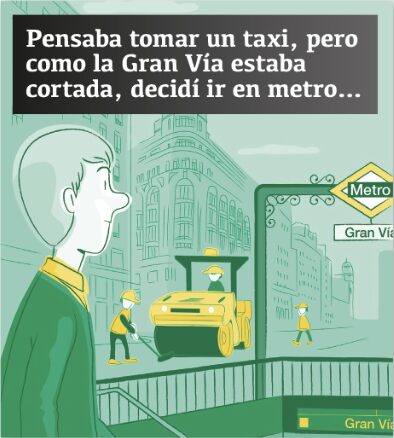 Pensaba tomar un taxi, pero
como la Gran Vía estaba
cortada, decidí ir en metro...
Metro
Gran Vía
Gran Vía